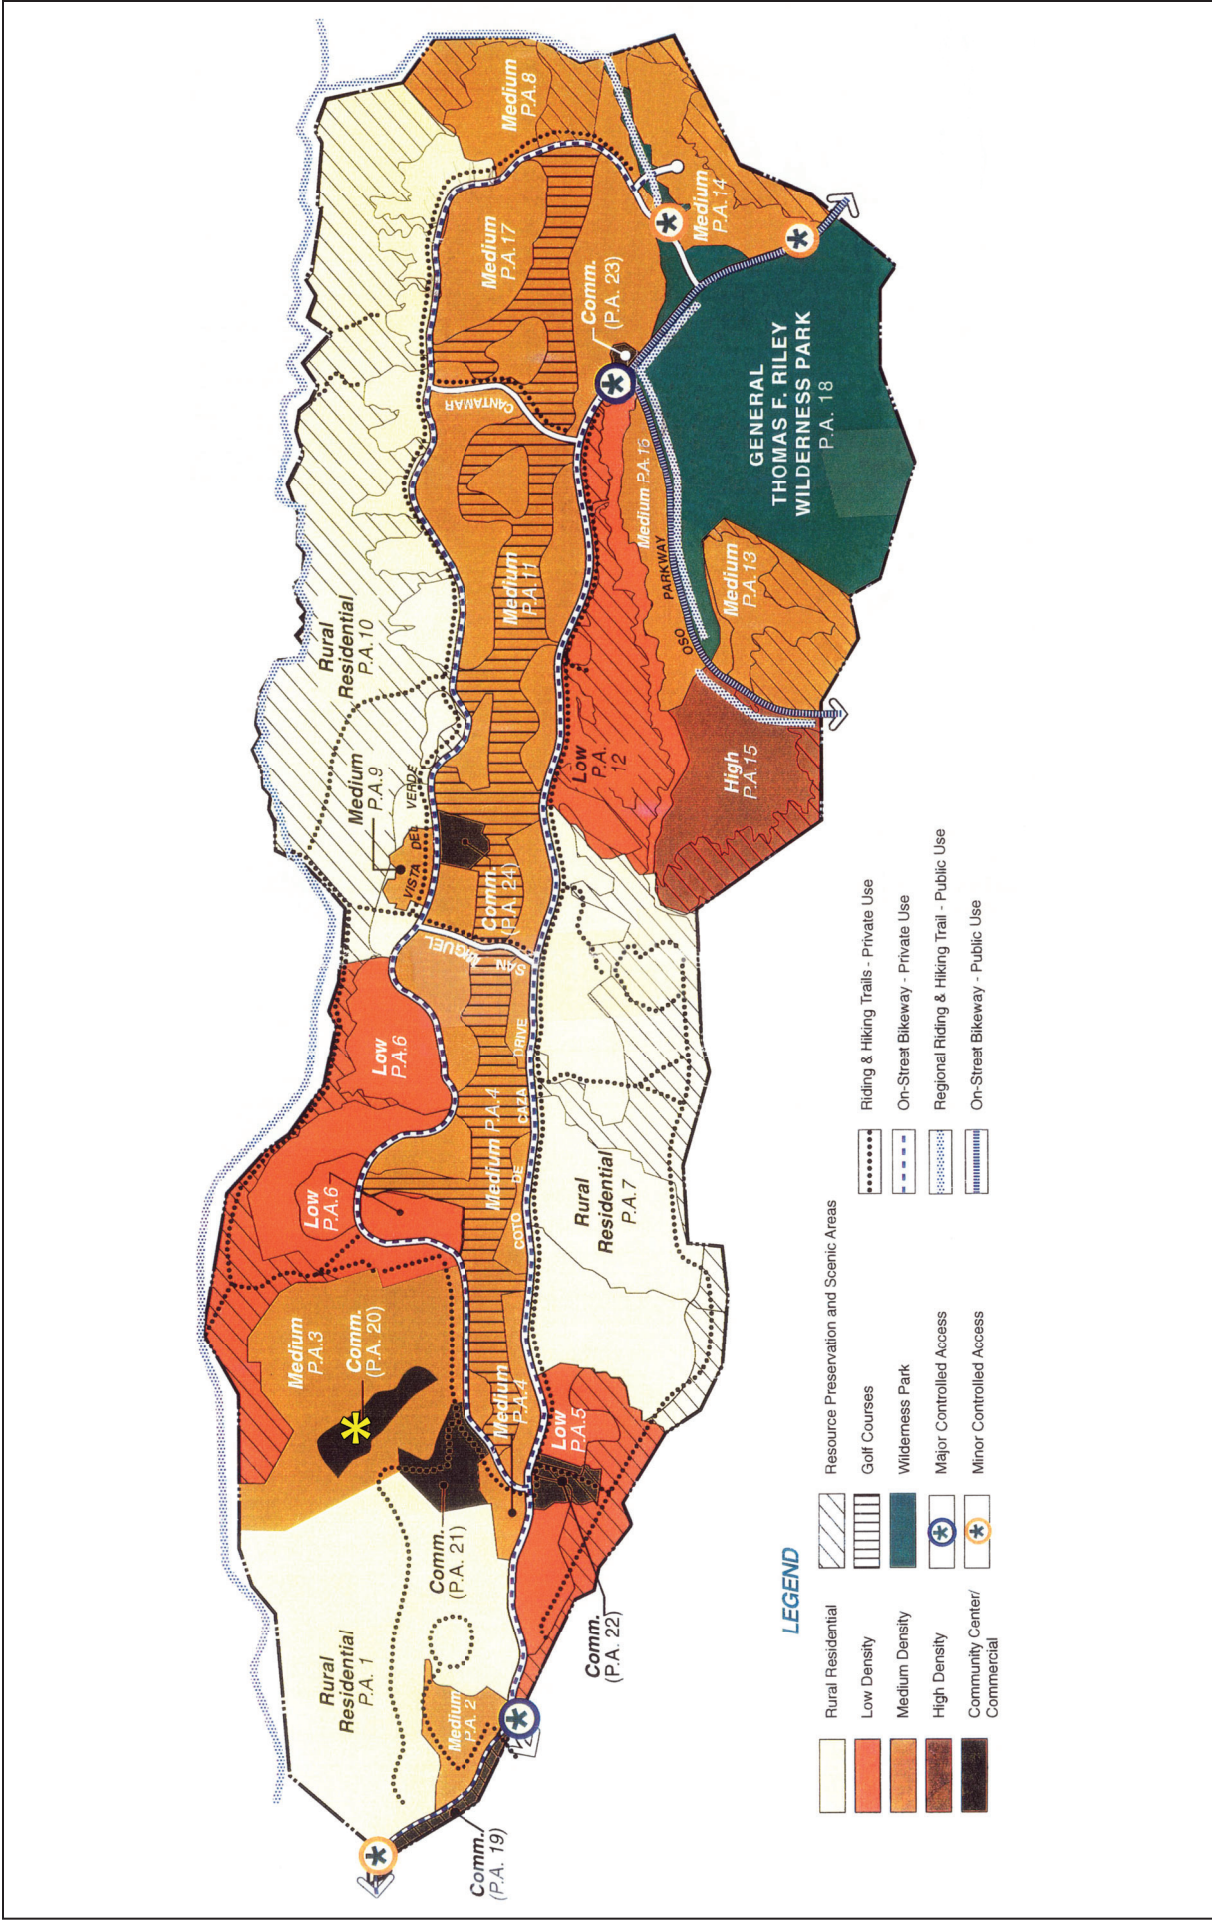 Rural
Residential
P.A. 1
Medium
P.A. 2
Comm.
(P.A. 19)
Comm.
(P.A. 21)
Comm.
(P.A. 22)
Medium
P.A.3
Comm.
(P.A. 20)
Medium
P.A.4
Low
P.A.5
Low
P.A.6
Low
P.A.6
Medium P.A.4
COTO DE CAZA DRIVE
Rural
Residential
P.A.7
SAN MIGUEL
Medium
P.A.9
VISTA DEL VERDE
Comm.
(P.A. 24)
Rural
Residential
P.A.10
Medium
P.A.11
Low
P.A.
12
High
P.A.15
Medium
P.A.13
OSO PARKWAY
Medium P.A.16
CANTAMAR
Comm.
(P.A. 23)
Medium
P.A.17
Medium
P.A.8
Medium
P.A.14
GENERAL
THOMAS F. RILEY
WILDERNESS PARK
P.A. 18
LEGEND
Rural Residential
Low Density
Medium Density
High Density
Community Center/
Commercial
Resource Preservation and Scenic Areas
Golf Courses
Wilderness Park
Major Controlled Access
Minor Controlled Access
Riding & Hiking Trails - Private Use
On-Street Bikeway - Private Use
Regional Riding & Hiking Trail - Public Use
On-Street Bikeway - Public Use